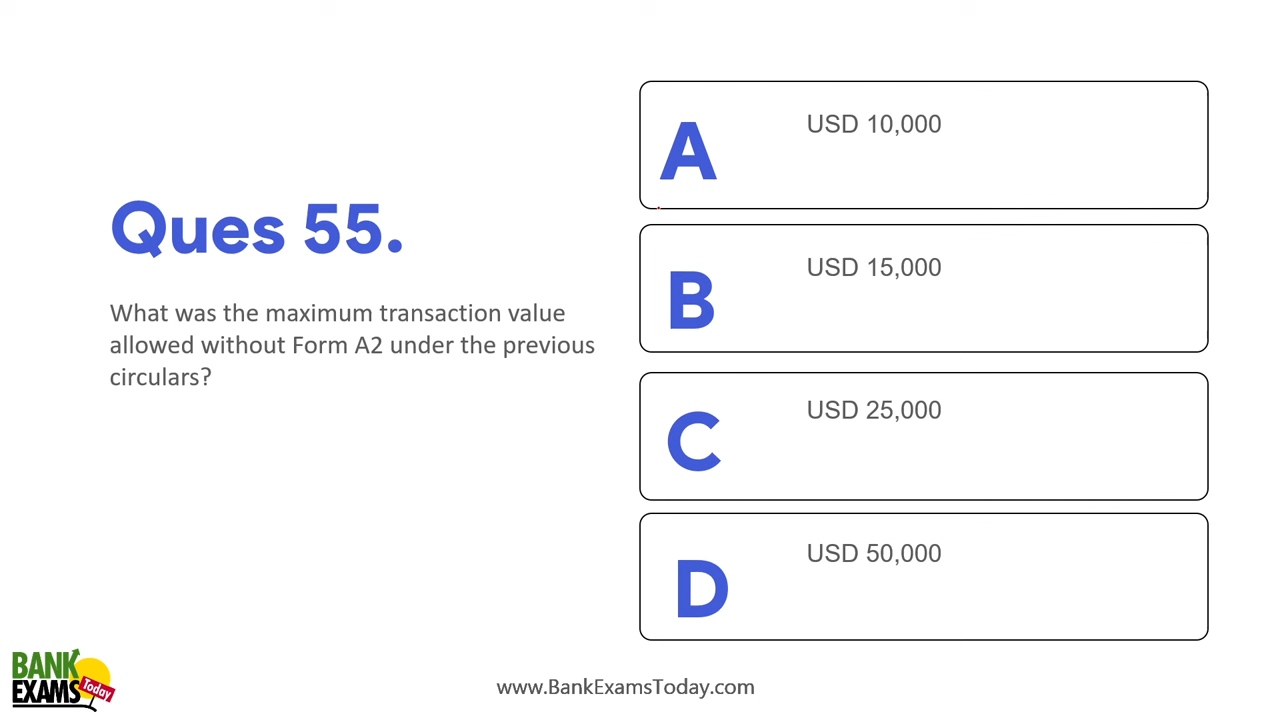 Ques 55.
What was the maximum transaction value
allowed without Form A2 under the previous
circulars?
A
USD 10,000
B
USD 15,000
C
USD 25,000
D
USD 50,000
BANK
EXAMS
Today
www.BankExamsToday.com